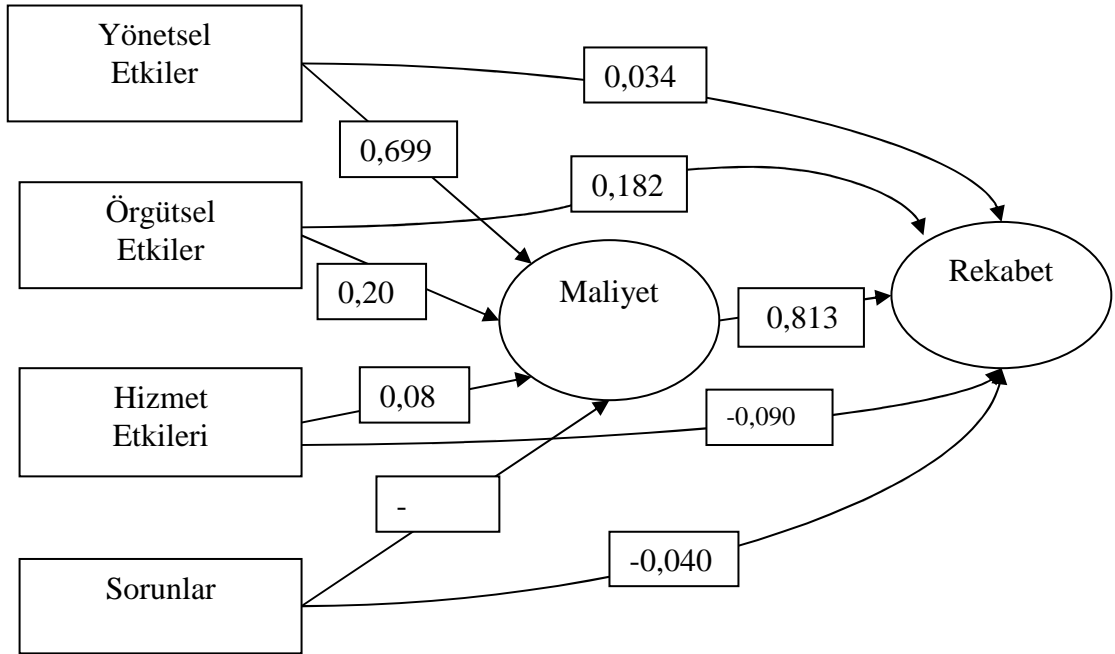 Yönetsel
Etkiler
0,034
0,699
Örgütsel
Etkiler
0,182
0,20
Maliyet
Rekabet
0,813
Hizmet
Etkileri
0,08
-0,090
-
Sorunlar
-0,040